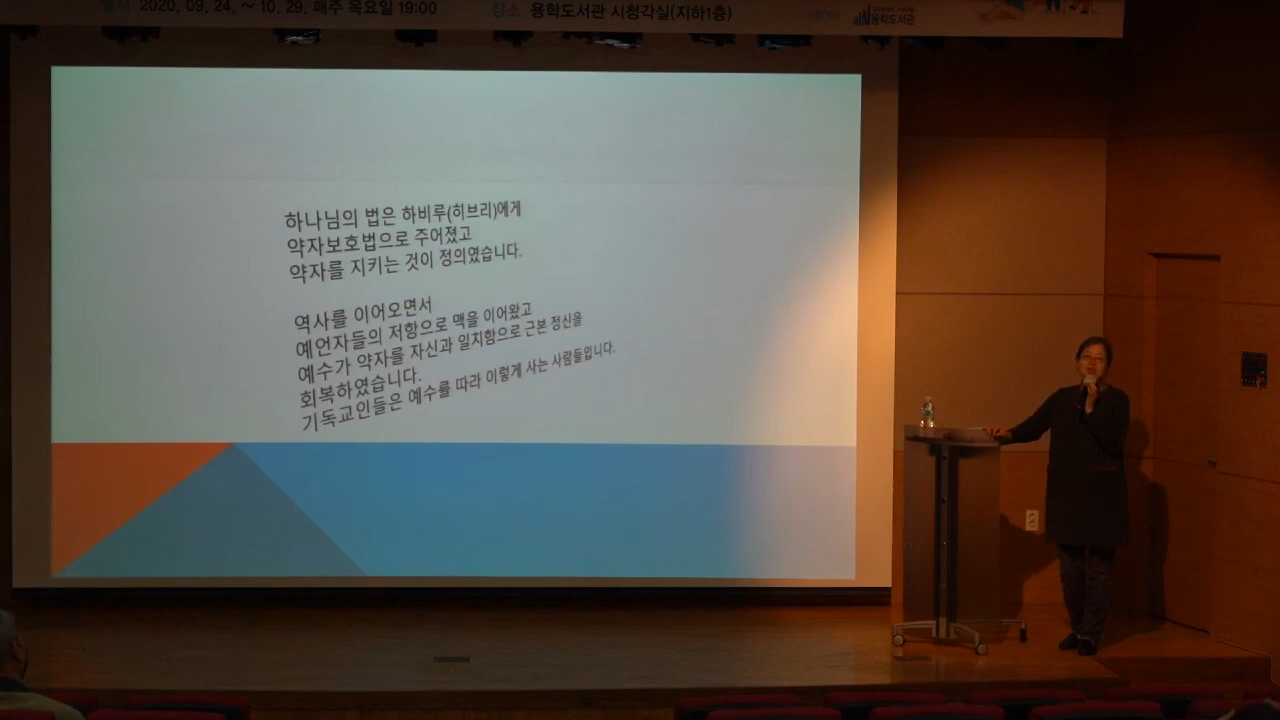 일시 2020, 09, 24, ~ 10, 29, 매주 목요일 19:00
장소 용학도서관 시청각실(지하1층)
용학도서관
하나님의 법은 하비루(히브리)에게
약자보호법으로 주어졌고
약자를 지키는 것이 정의였습니다.
역사를 이어오면서
예언자들의 저항으로 맥을 이어왔고
예수가 약자를 자신과 일치함으로 근본 정신을
회복하였습니다.
기독교인들은 예수를 따라 이렇게 사는 사람들입니다.